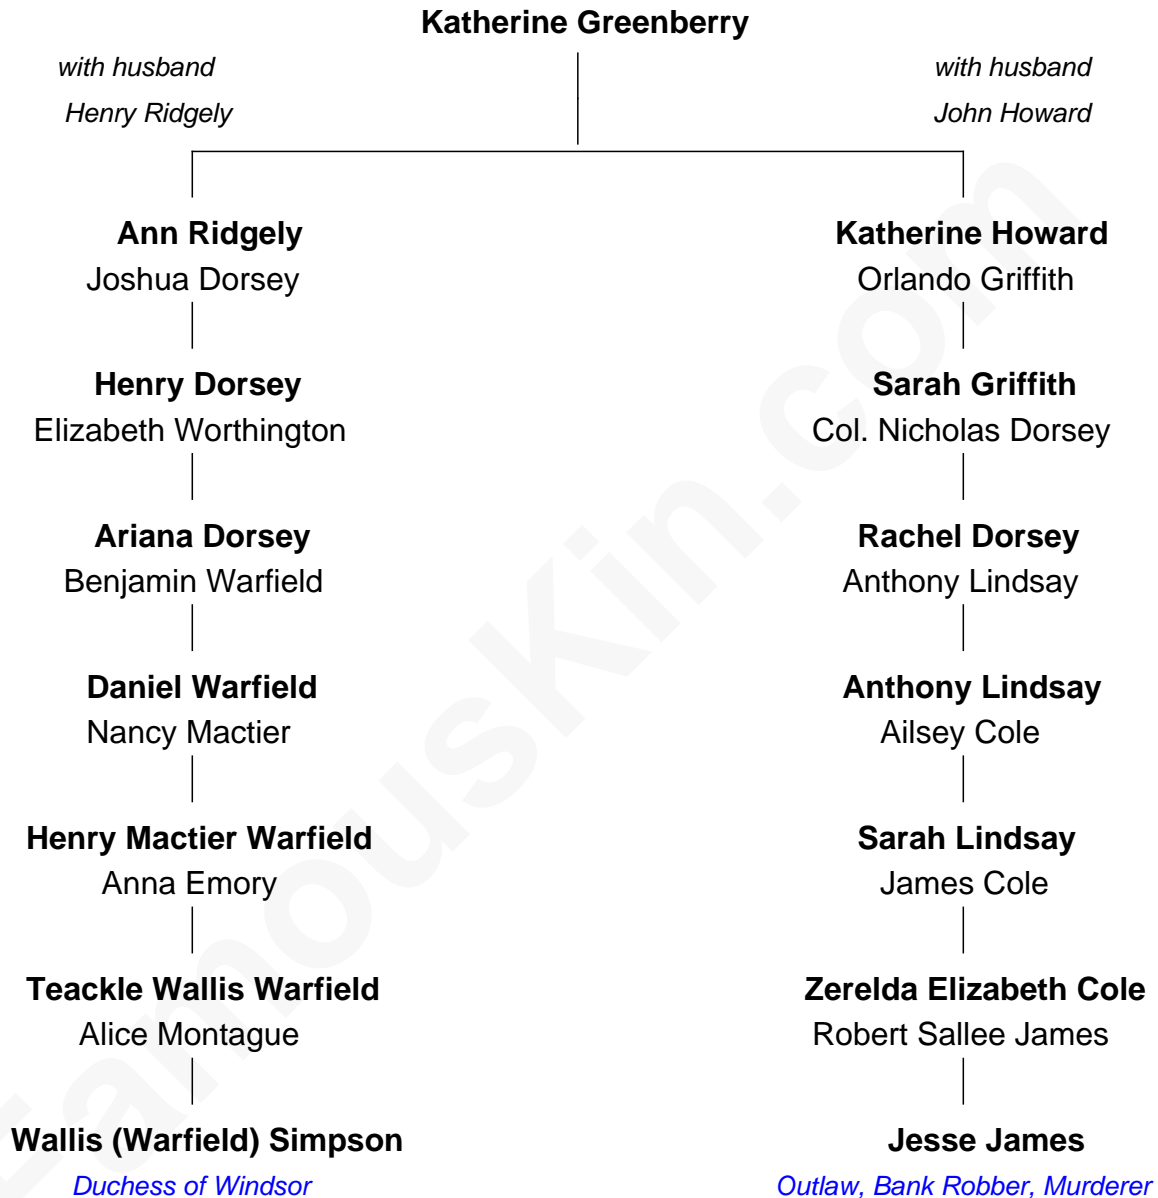 Katherine Greenberry
with husband
Henry Ridgely
with husband
John Howard
Ann Ridgely
Joshua Dorsey
Katherine Howard
Orlando Griffith
Henry Dorsey
Elizabeth Worthington
Sarah Griffith
Col. Nicholas Dorsey
Ariana Dorsey
Benjamin Warfield
Rachel Dorsey
Anthony Lindsay
Daniel Warfield
Nancy Mactier
Anthony Lindsay
Ailsey Cole
Henry Mactier Warfield
Anna Emory
Sarah Lindsay
James Cole
Teackle Wallis Warfield
Alice Montague
Zerelda Elizabeth Cole
Robert Sallee James
Wallis (Warfield) Simpson
Duchess of Windsor
Jesse James
Outlaw, Bank Robber, Murderer
FamousKin.com